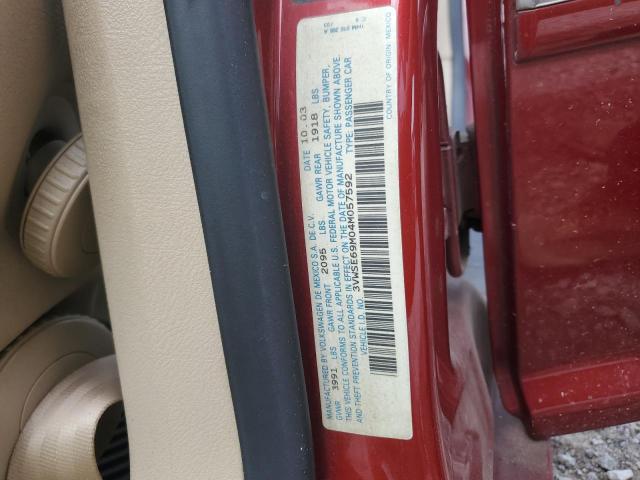 MANUFACTURED BY VOLKSWAGEN DE MEXICO S.A. DE C.V. DATE 10.03
GVWR 3991 LBS GAWR FRONT 2095 LBS GAWR REAR 1918 LBS
THIS VEHICLE CONFORMS TO ALL APPLICABLE U.S. FEDERAL MOTOR VEHICLE SAFETY, BUMPER,
AND THEFT PREVENTION STANDARDS IN EFFECT ON THE DATE OF MANUFACTURE SHOWN ABOVE.
VEHICLE I.D. NO. 3VWSE69M04M057592 TYPE: PASSENGER CAR
COUNTRY OF ORIGIN: MEXICO